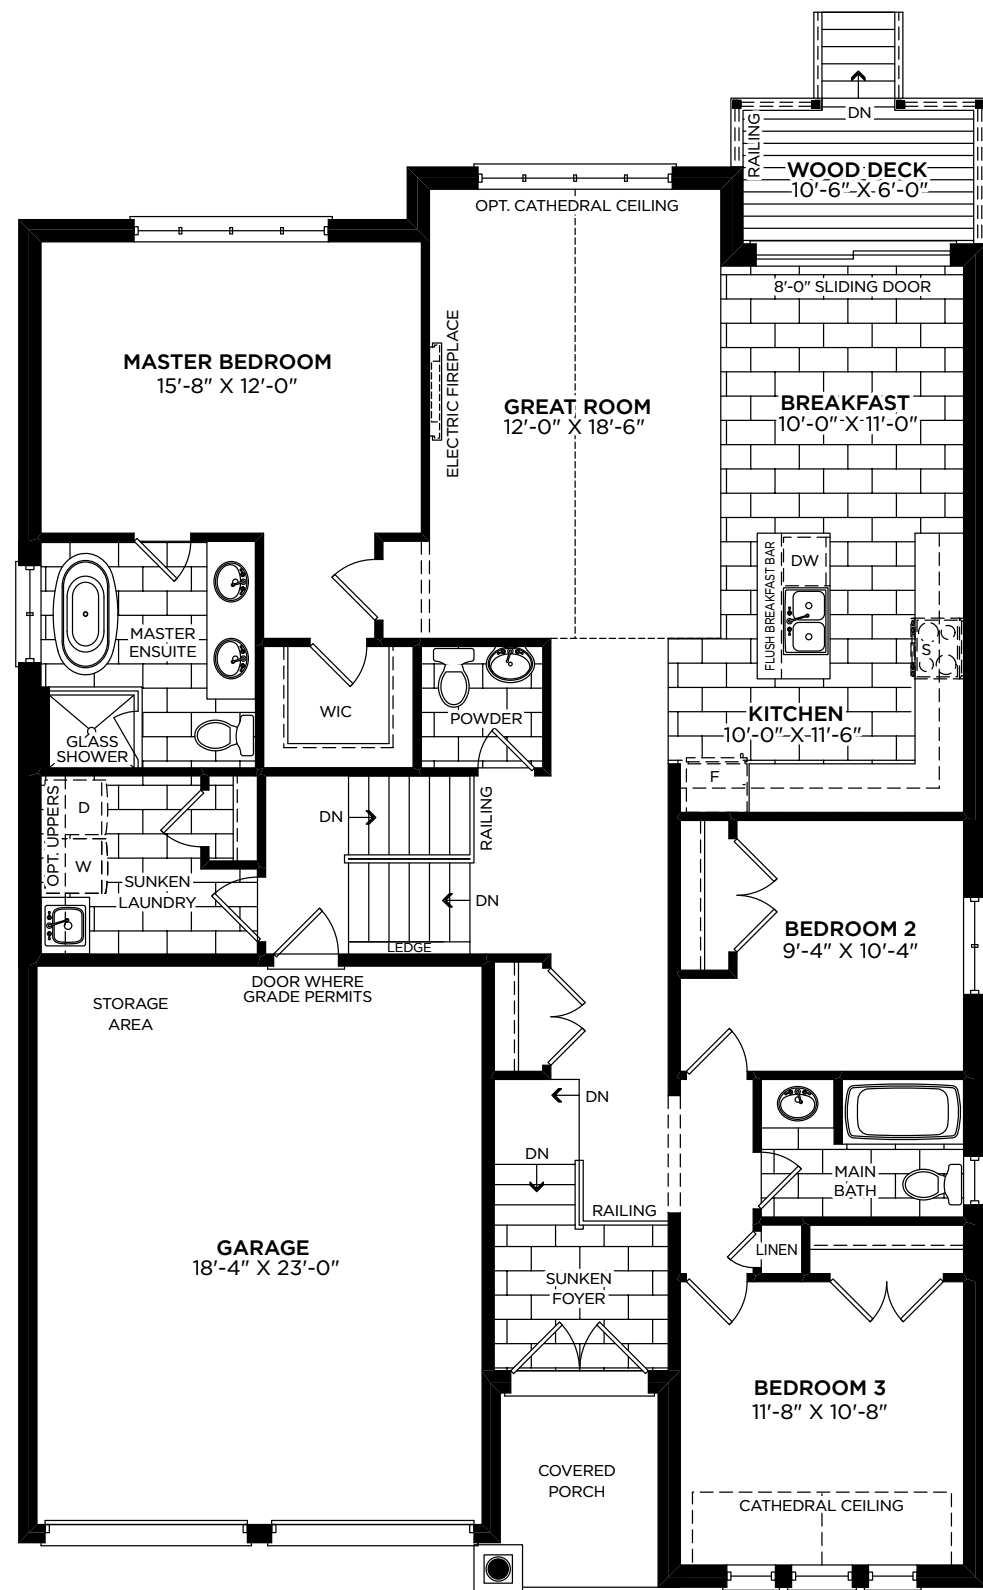 DN
RAILING
WOOD DECK
10'-6" X 6'-0"
OPT. CATHEDRAL CEILING
8'-0" SLIDING DOOR
MASTER BEDROOM
15'-8" X 12'-0"
ELECTRIC FIREPLACE
GREAT ROOM
12'-0" X 18'-6"
BREAKFAST
10'-0" X 11'-0"
FLUSH BREAKFAST BAR
DW
S
MASTER
ENSUITE
GLASS
SHOWER
WIC
POWDER
KITCHEN
10'-0" X 11'-6"
F
OPT. UPPERS
D
W
SUNKEN
LAUNDRY
DN
RAILING
DN
LEDGE
BEDROOM 2
9'-4" X 10'-4"
DOOR WHERE
GRADE PERMITS
STORAGE
AREA
DN
DN
RAILING
MAIN
BATH
LINEN
GARAGE
18'-4" X 23'-0"
SUNKEN
FOYER
BEDROOM 3
11'-8" X 10'-8"
COVERED
PORCH
CATHEDRAL CEILING